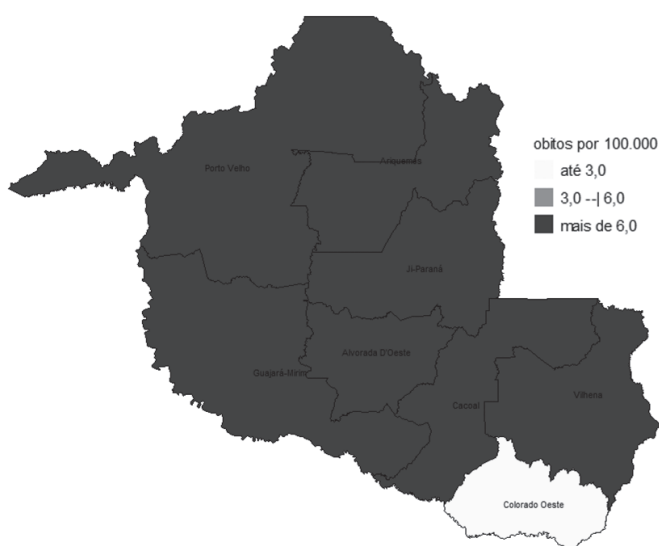 obitos por 100.000
até 3,0
3,0 --| 6,0
mais de 6,0
Porto Velho
Ariquemes
Ji-Paraná
Alvorada D'Oeste
Guajará-Mirim
Cacoal
Vilhena
Colorado Oeste